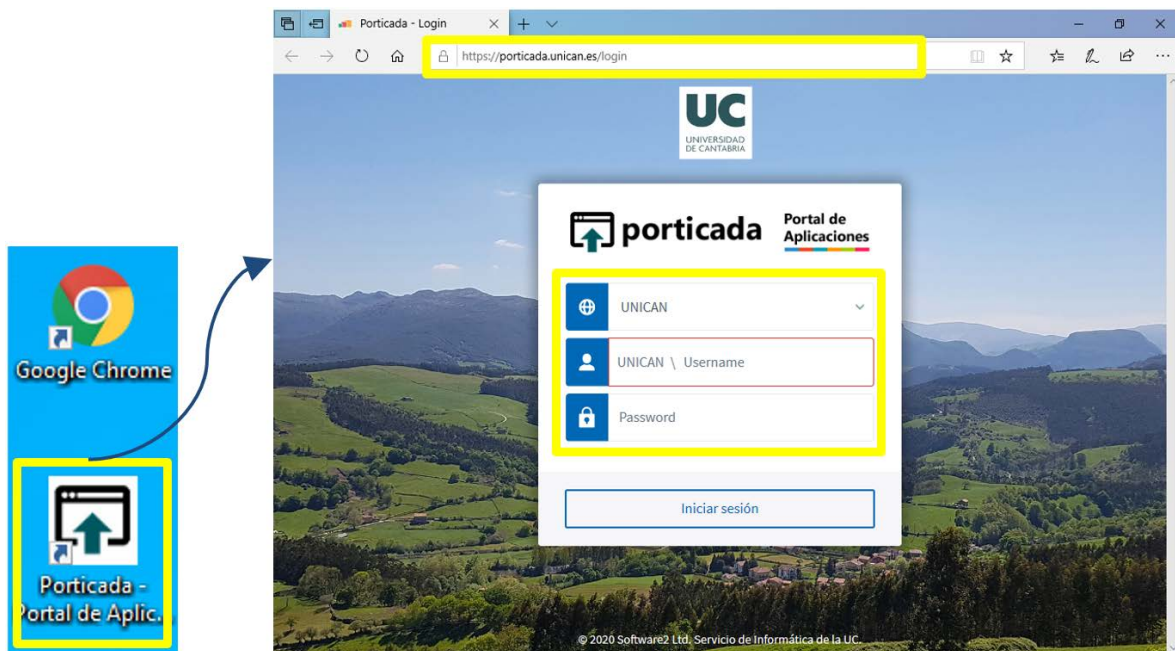 Porticada - Login
https://porticada.unican.es/login
UC
UNIVERSIDAD
DE CANTABRIA
porticada
Portal de
Aplicaciones
UNICAN
UNICAN \ Username
Password
Iniciar sesión
© 2020 Software2 Ltd. Servicio de Informática de la UC.
Google Chrome
Porticada -
Portal de Aplic...